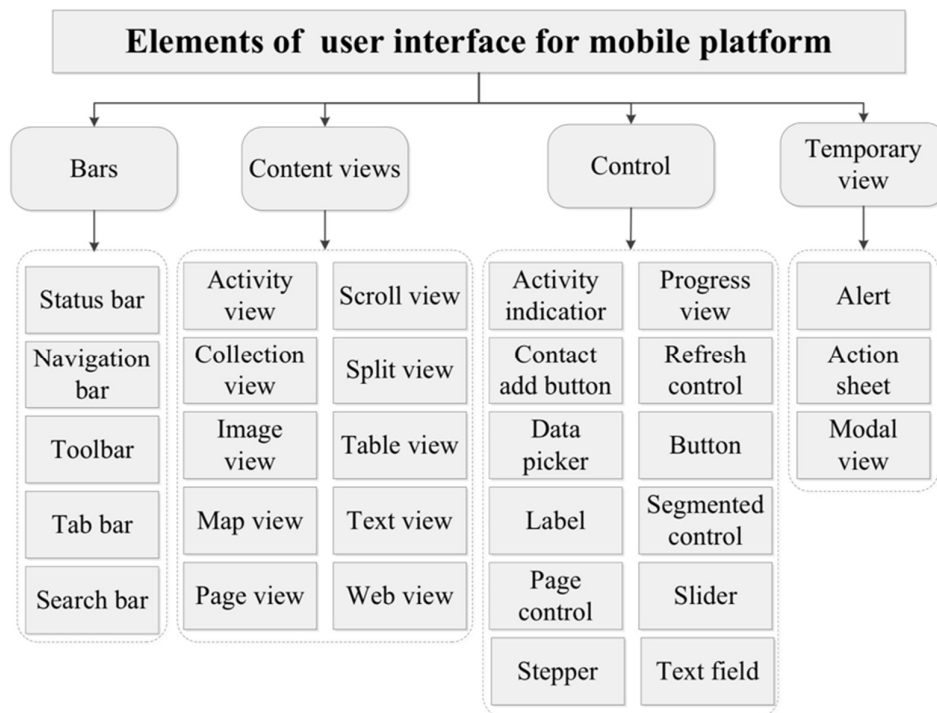 Elements of user interface for mobile platform
Bars
Content views
Control
Temporary
view
Status bar
Navigation
bar
Toolbar
Tab bar
Search bar
Activity
view
Scroll view
Collection
view
Split view
Image
view
Table view
Map view
Text view
Page view
Web view
Activity
indicatior
Progress
view
Contact
add button
Refresh
control
Data
picker
Button
Label
Segmented
control
Page
control
Slider
Stepper
Text field
Alert
Action
sheet
Modal
view